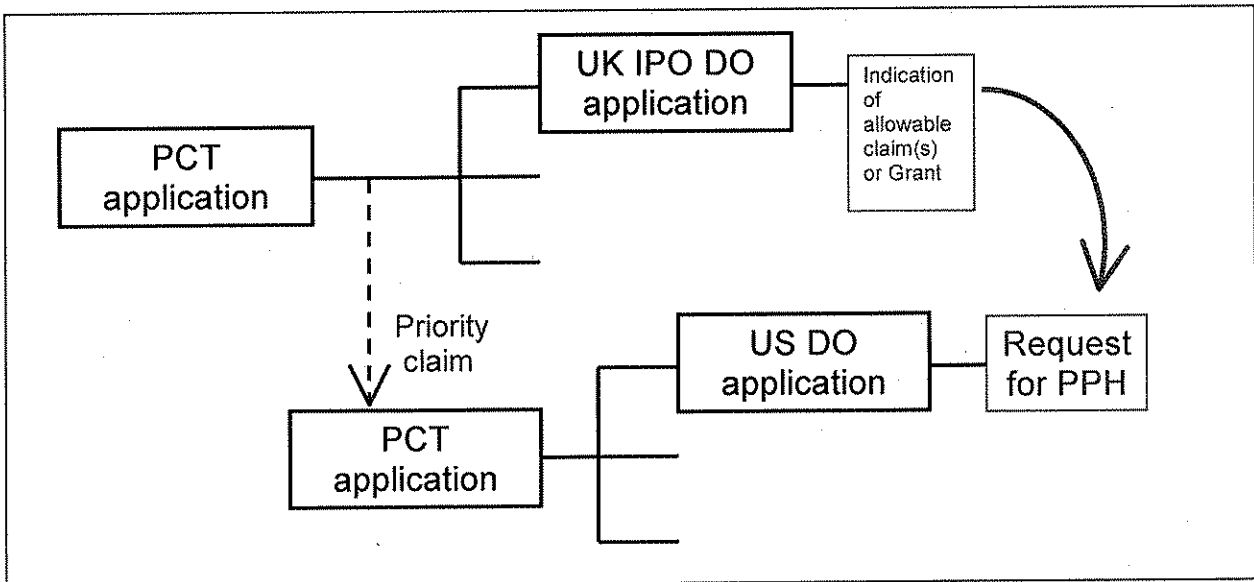 UK IPO DO
application
Indication
of
allowable
claim(s)
or Grant
PCT
application
Priority
claim
US DO
application
Request
for PPH
PCT
application